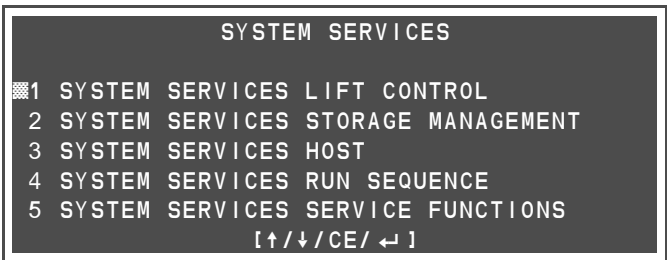 SYSTEM SERVICES
▒1 SYSTEM SERVICES LIFT CONTROL
2 SYSTEM SERVICES STORAGE MANAGEMENT
3 SYSTEM SERVICES HOST
4 SYSTEM SERVICES RUN SEQUENCE
5 SYSTEM SERVICES SERVICE FUNCTIONS
[↑/↓/CE/ ↵ ]